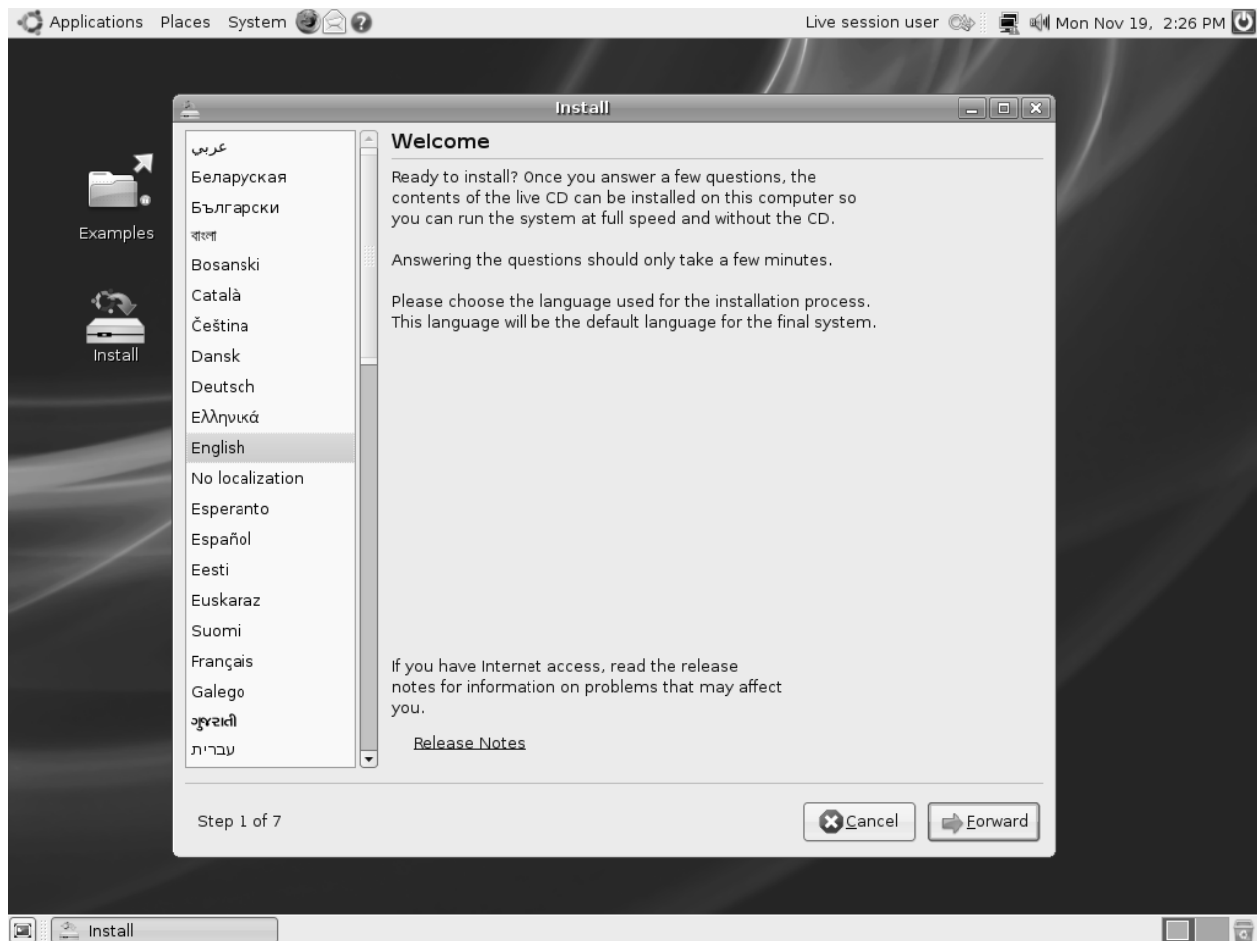 Applications Places System Live session user Mon Nov 19, 2:26 PM
Examples
Install
Install
عربي
Беларуская
Български
বাংলা
Bosanski
Català
Čeština
Dansk
Deutsch
Ελληνικά
English
No localization
Esperanto
Español
Eesti
Euskaraz
Suomi
Français
Galego
ગુજરાતી
עברית
Welcome
Ready to install? Once you answer a few questions, the
contents of the live CD can be installed on this computer so
you can run the system at full speed and without the CD.
Answering the questions should only take a few minutes.
Please choose the language used for the installation process.
This language will be the default language for the final system.
If you have Internet access, read the release
notes for information on problems that may affect
you.
Release Notes
Step 1 of 7
Cancel
Forward
Install